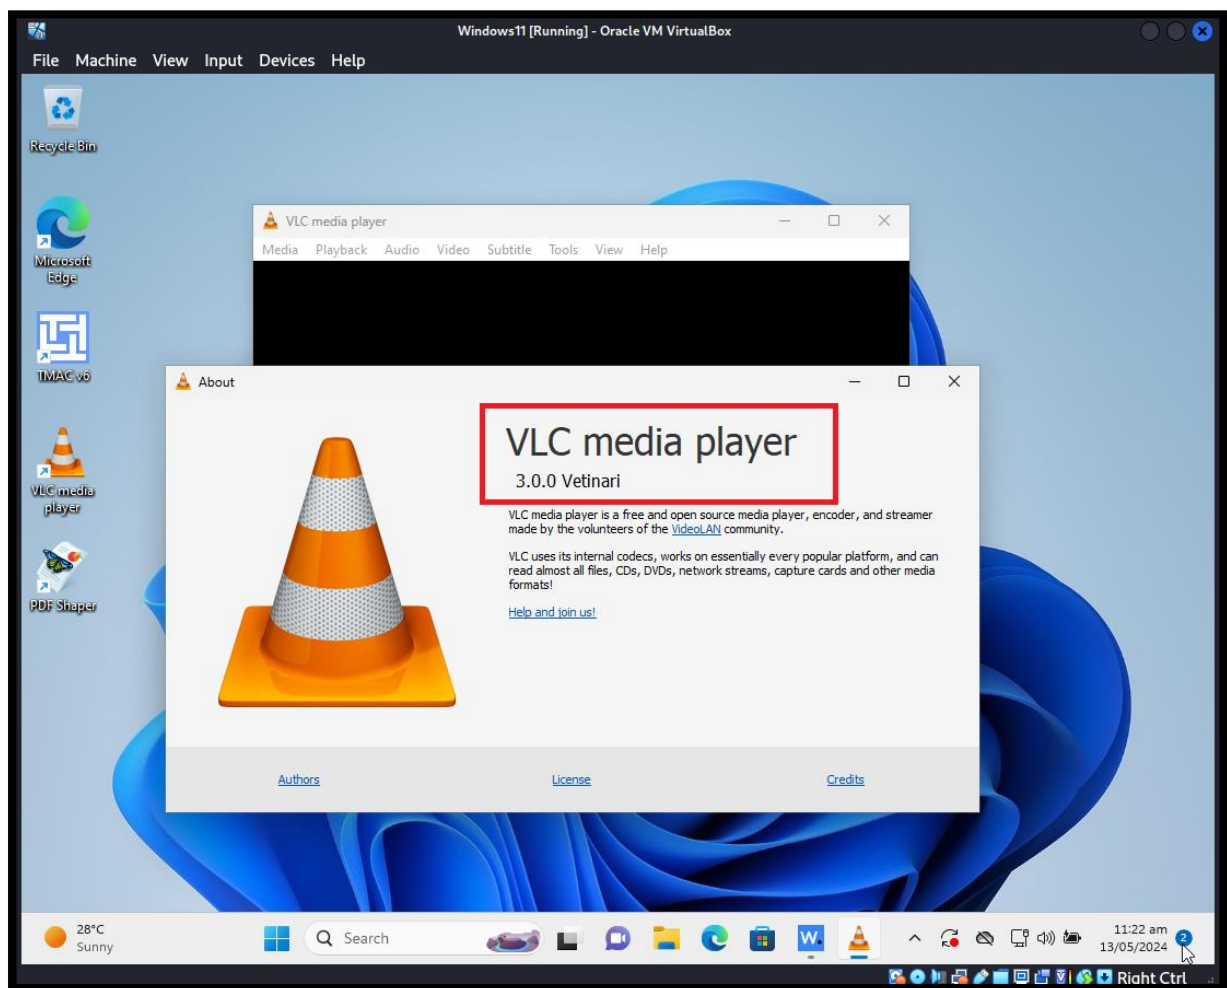 Windows11 [Running] - Oracle VM VirtualBox
File Machine View Input Devices Help
Recycle Bin
Microsoft
Edge
TMAC v6
VLC media
player
PDF Shaper
VLC media player
Media Playback Audio Video Subtitle Tools View Help
About
VLC media player
3.0.0 Vetinari
VLC media player is a free and open source media player, encoder, and streamer
made by the volunteers of the VideoLAN community.
VLC uses its internal codecs, works on essentially every popular platform, and can
read almost all files, CDs, DVDs, network streams, capture cards and other media
formats!
Help and join us!
Authors License Credits
28°C
Sunny
Search
W.
11:22 am
13/05/2024
2
Right Ctrl